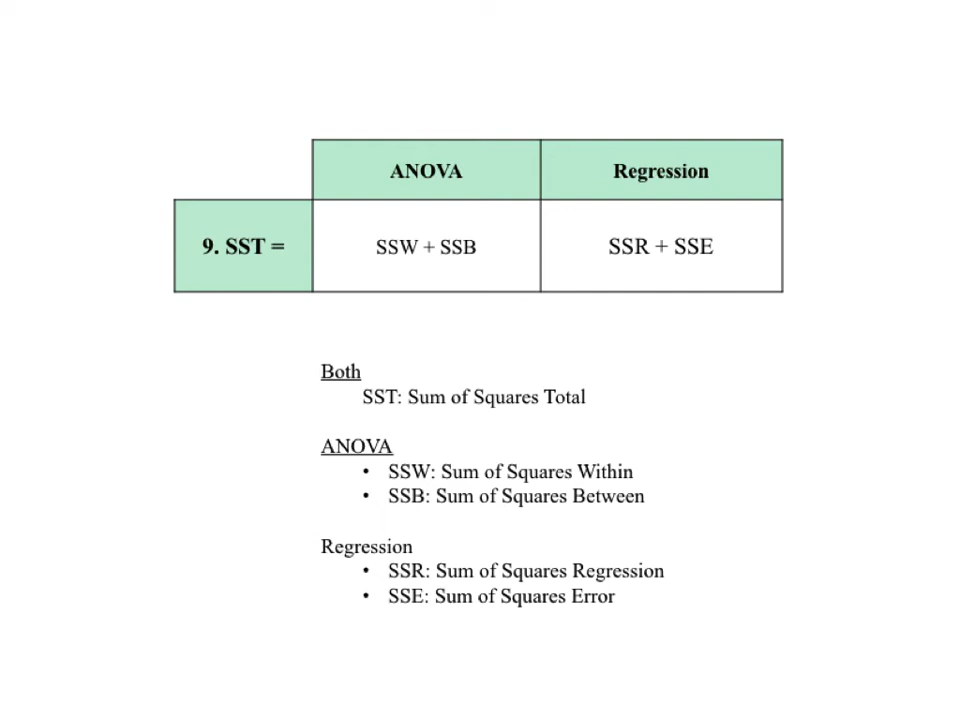 ANOVA Regression
9. SST = SSW + SSB SSR + SSE
Both
SST: Sum of Squares Total
ANOVA
• SSW: Sum of Squares Within
• SSB: Sum of Squares Between
Regression
• SSR: Sum of Squares Regression
• SSE: Sum of Squares Error